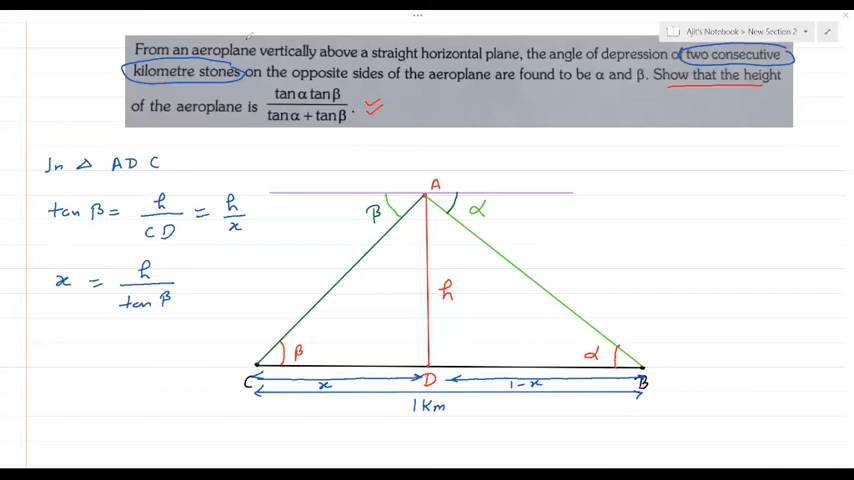 Ajit's Notebook > New Section 2
From an aeroplane vertically above a straight horizontal plane, the angle of depression of two consecutive
kilometre stones on the opposite sides of the aeroplane are found to be α and β. Show that the height
of the aeroplane is tanα tanβ / tanα + tanβ .
In △ ADC
tan β = h / CD = h / x
x = h / tan β
A
β α
h
β α
C D B
x 1-x
1 Km